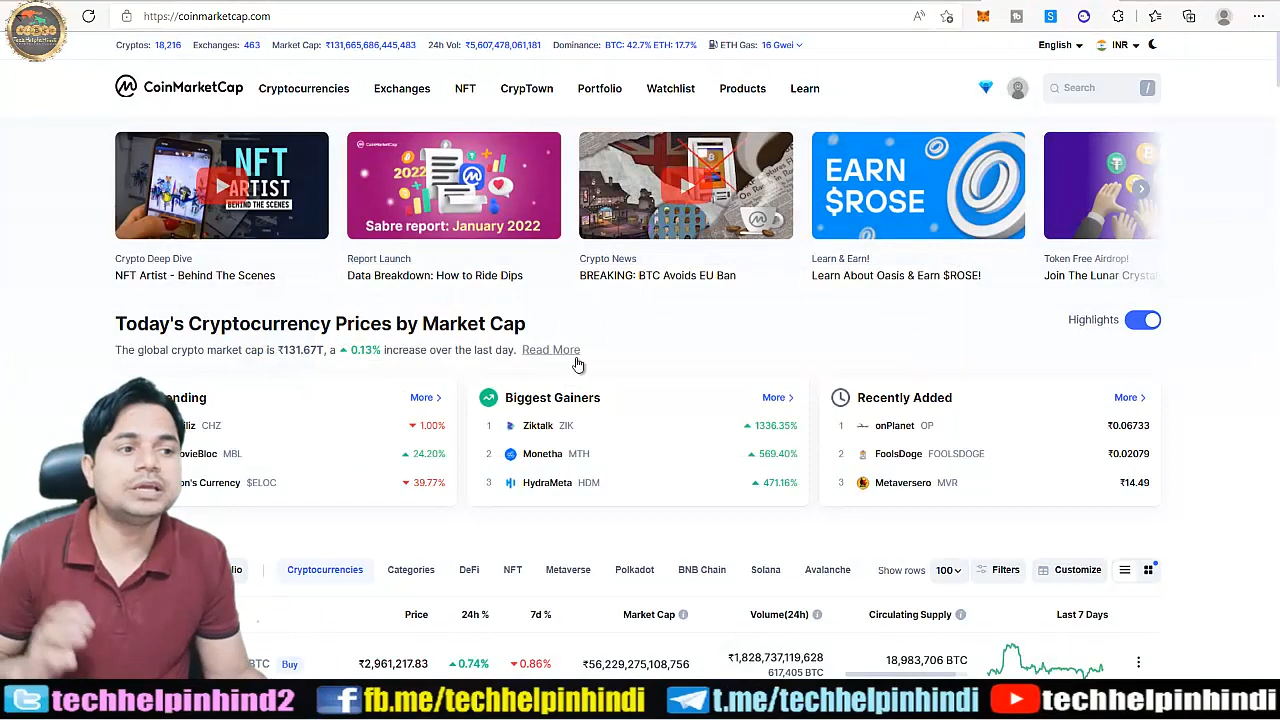 https://coinmarketcap.com
Cryptos: 18,216 Exchanges: 463 Market Cap: ₹131,665,686,445,483 24h Vol: ₹5,607,478,061,181 Dominance: BTC: 42.7% ETH: 17.7% ETH Gas: 16 Gwei English INR
CoinMarketCap Cryptocurrencies Exchanges NFT CrypTown Portfolio Watchlist Products Learn Search /
NFT
ARTIST
BEHIND THE SCENES
CoinMarketCap
2022
Sabre report: January 2022
EARN
$ROSE
Crypto Deep Dive Report Launch Crypto News Learn & Earn! Token Free Airdrop!
NFT Artist - Behind The Scenes Data Breakdown: How to Ride Dips BREAKING: BTC Avoids EU Ban Learn About Oasis & Earn $ROSE! Join The Lunar Crysta
Today's Cryptocurrency Prices by Market Cap Highlights
The global crypto market cap is ₹131.67T, a 0.13% increase over the last day. Read More
nding More > Biggest Gainers More > Recently Added More >
iliz CHZ 1.00% 1 Ziktalk ZIK 1336.35% 1 onPlanet OP ₹0.06733
ovieBloc MBL 24.20% 2 Monetha MTH 569.40% 2 FoolsDoge FOOLSDOGE ₹0.02079
on's Currency $ELOC 39.77% 3 HydraMeta HDM 471.16% 3 Metaversero MVR ₹14.49
lio Cryptocurrencies Categories DeFi NFT Metaverse Polkadot BNB Chain Solana Avalanche Show rows 100 Filters Customize
Price 24h % 7d % Market Cap Volume(24h) Circulating Supply Last 7 Days
BTC Buy ₹2,961,217.83 0.74% 0.86% ₹56,229,275,108,756 ₹1,828,737,119,628 18,983,706 BTC
617,405 BTC
techhelpinhind2 fb.me/techhelpinhindi t.me/techhelpinhindi techhelpinhindi